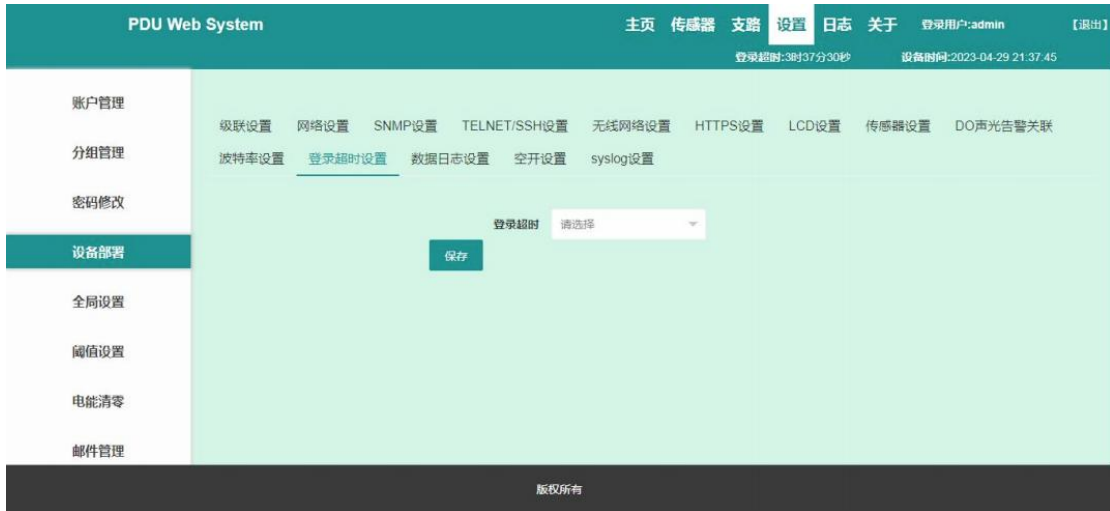 PDU Web System
主页 传感器 支路 设置 日志 关于 登录用户:admin 【退出】
登录超时:3时37分30秒 设备时间:2023-04-29 21:37:45
账户管理
分组管理
密码修改
设备部署
全局设置
阈值设置
电能清零
邮件管理
级联设置 网络设置 SNMP设置 TELNET/SSH设置 无线网络设置 HTTPS设置 LCD设置 传感器设置 DO声光告警关联
波特率设置 登录超时设置 数据日志设置 空开设置 syslog设置
登录超时 请选择
保存
版权所有